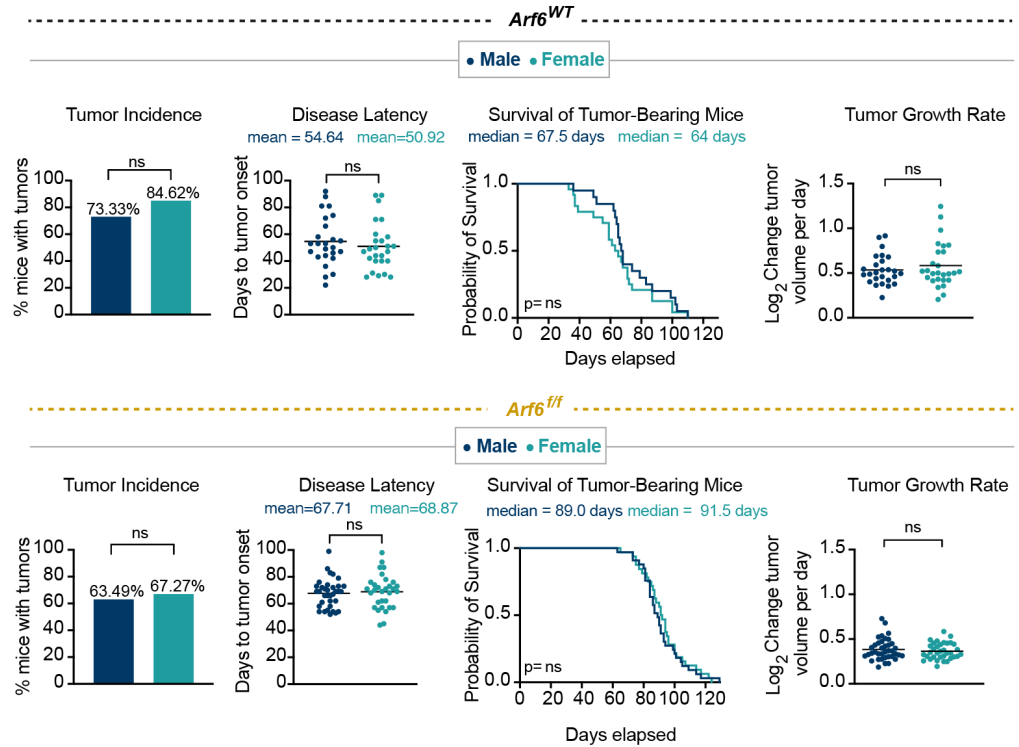 Arf6WT
Male Female
Tumor Incidence
ns
% mice with tumors
100
80
60
40
20
0
73.33%
84.62%
Disease Latency
mean = 54.64 mean=50.92
ns
Days to tumor onset
100
80
60
40
20
0
Survival of Tumor-Bearing Mice
median = 67.5 days median = 64 days
Probability of Survival
1.0
0.5
0.0
p= ns
0 20 40 60 80 100 120
Days elapsed
Tumor Growth Rate
ns
Log2 Change tumor
volume per day
1.5
1.0
0.5
0.0
Arf6f/f
Male Female
Tumor Incidence
ns
% mice with tumors
100
80
60
40
20
0
63.49%
67.27%
Disease Latency
mean=67.71 mean=68.87
ns
Days to tumor onset
100
80
60
40
20
0
Survival of Tumor-Bearing Mice
median = 89.0 days median = 91.5 days
Probability of Survival
1.0
0.5
0.0
p= ns
0 20 40 60 80 100 120
Days elapsed
Tumor Growth Rate
ns
Log2 Change tumor
volume per day
1.5
1.0
0.5
0.0